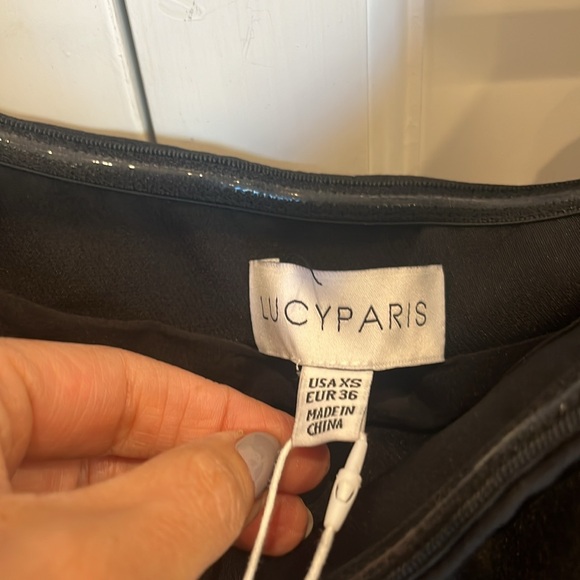 LUCYPARIS
USA XS
EUR 36
MADE IN
CHINA